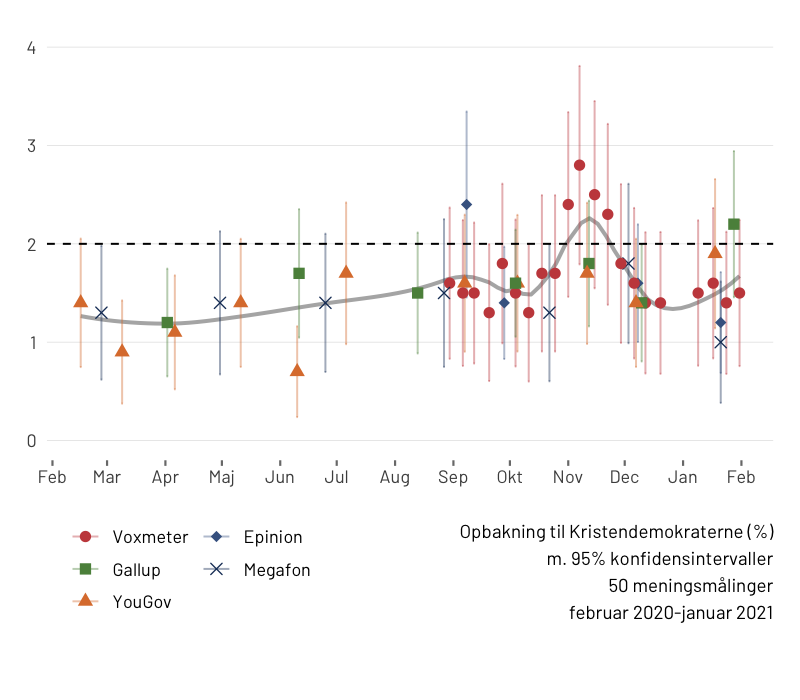 4
3
2
1
0
Feb Mar Apr Maj Jun Jul Aug Sep Okt Nov Dec Jan Feb
Voxmeter Epinion
Gallup Megafon
YouGov
Opbakning til Kristendemokraterne (%)
m. 95% konfidensintervaller
50 meningsmålinger
februar 2020-januar 2021